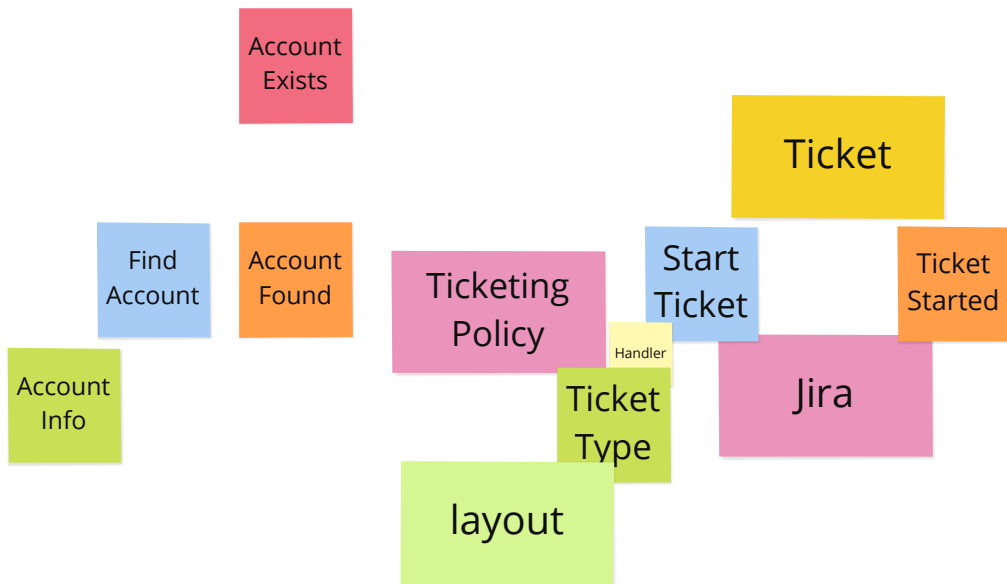 Account
Exists
Ticket
Find
Account
Account
Found
Ticketing
Policy
Start
Ticket
Ticket
Started
Handler
Account
Info
Ticket
Type
Jira
layout